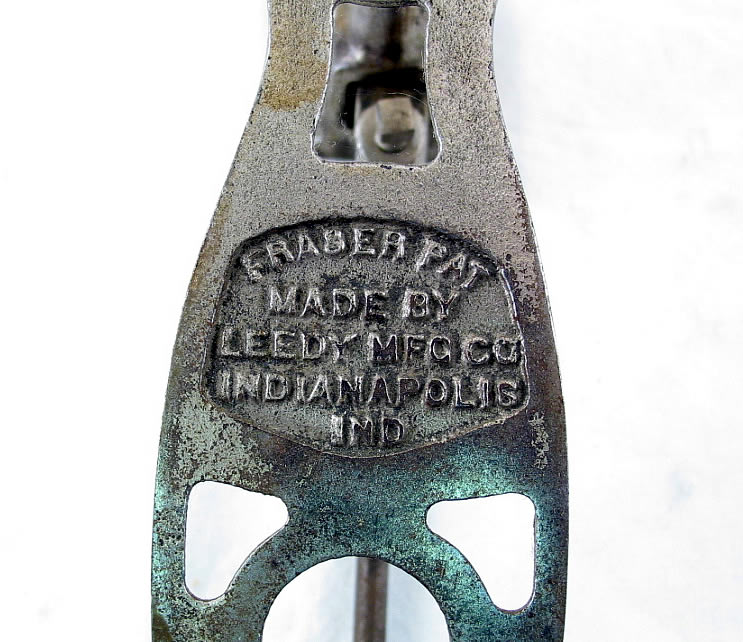 FRASER PAT
MADE BY
LEEDY MFG CO
INDIANAPOLIS
IND